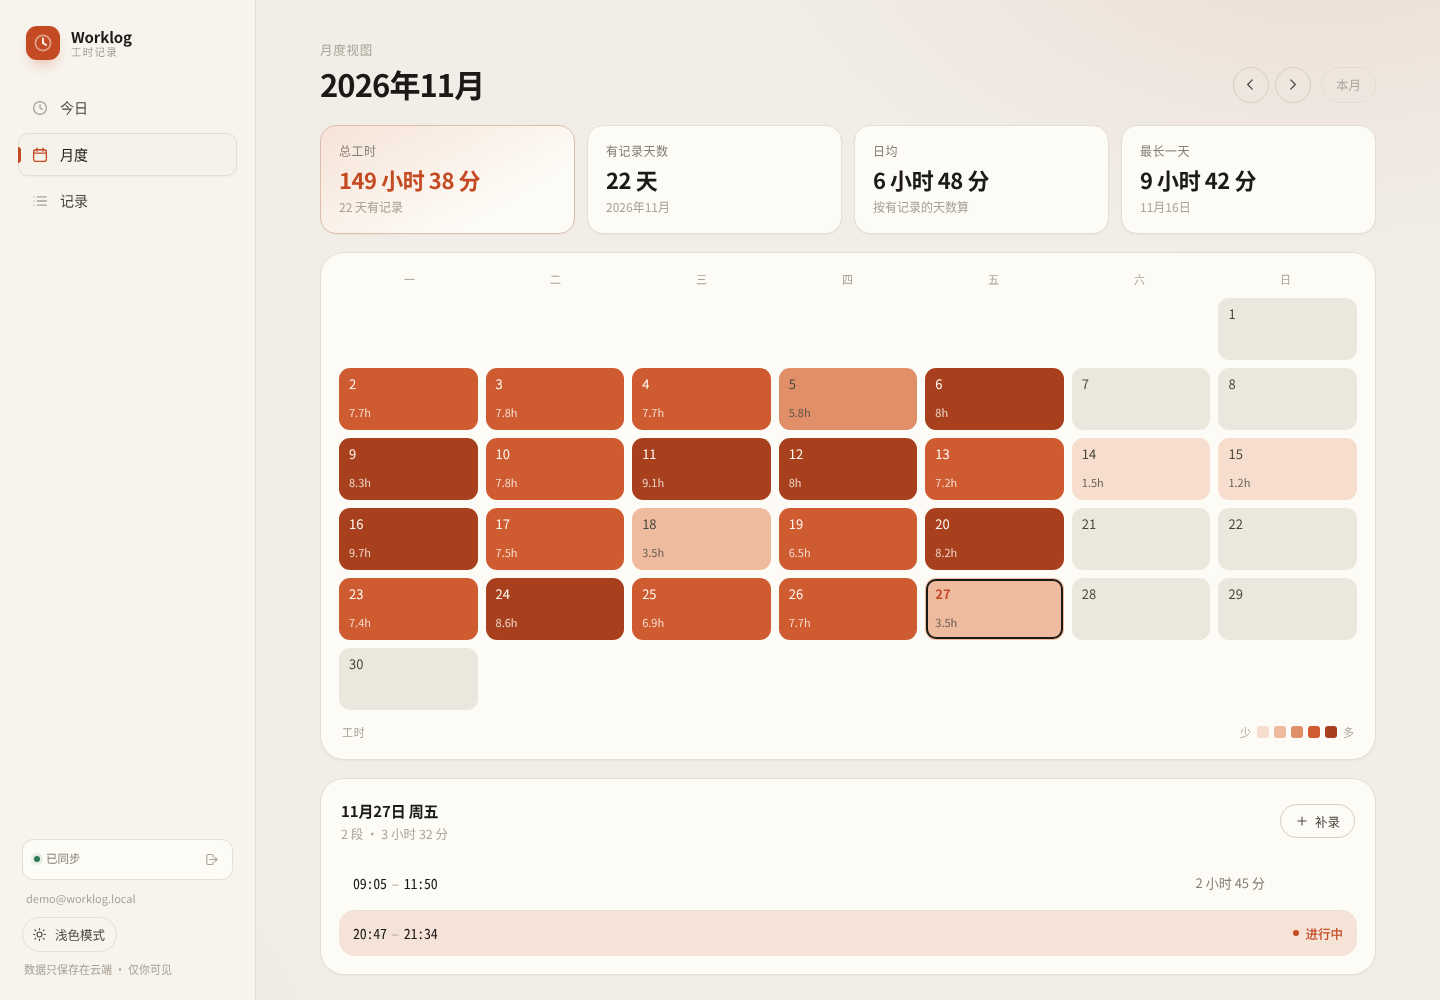 Worklog
工时记录
今日
月度
记录
已同步
demo@worklog.local
浅色模式
数据只保存在云端 · 仅你可见
月度视图
2026年11月
本月
总工时
149 小时 38 分
22 天有记录
有记录天数
22 天
2026年11月
日均
6 小时 48 分
按有记录的天数算
最长一天
9 小时 42 分
11月16日
一 二 三 四 五 六 日
1
2 3 4 5 6 7 8
7.7h 7.8h 7.7h 5.8h 8h
9 10 11 12 13 14 15
8.3h 7.8h 9.1h 8h 7.2h 1.5h 1.2h
16 17 18 19 20 21 22
9.7h 7.5h 3.5h 6.5h 8.2h
23 24 25 26 27 28 29
7.4h 8.6h 6.9h 7.7h 3.5h
30
工时 少 多
11月27日 周五
2 段 · 3 小时 32 分
补录
09:05 – 11:50 2 小时 45 分
20:47 – 21:34 进行中